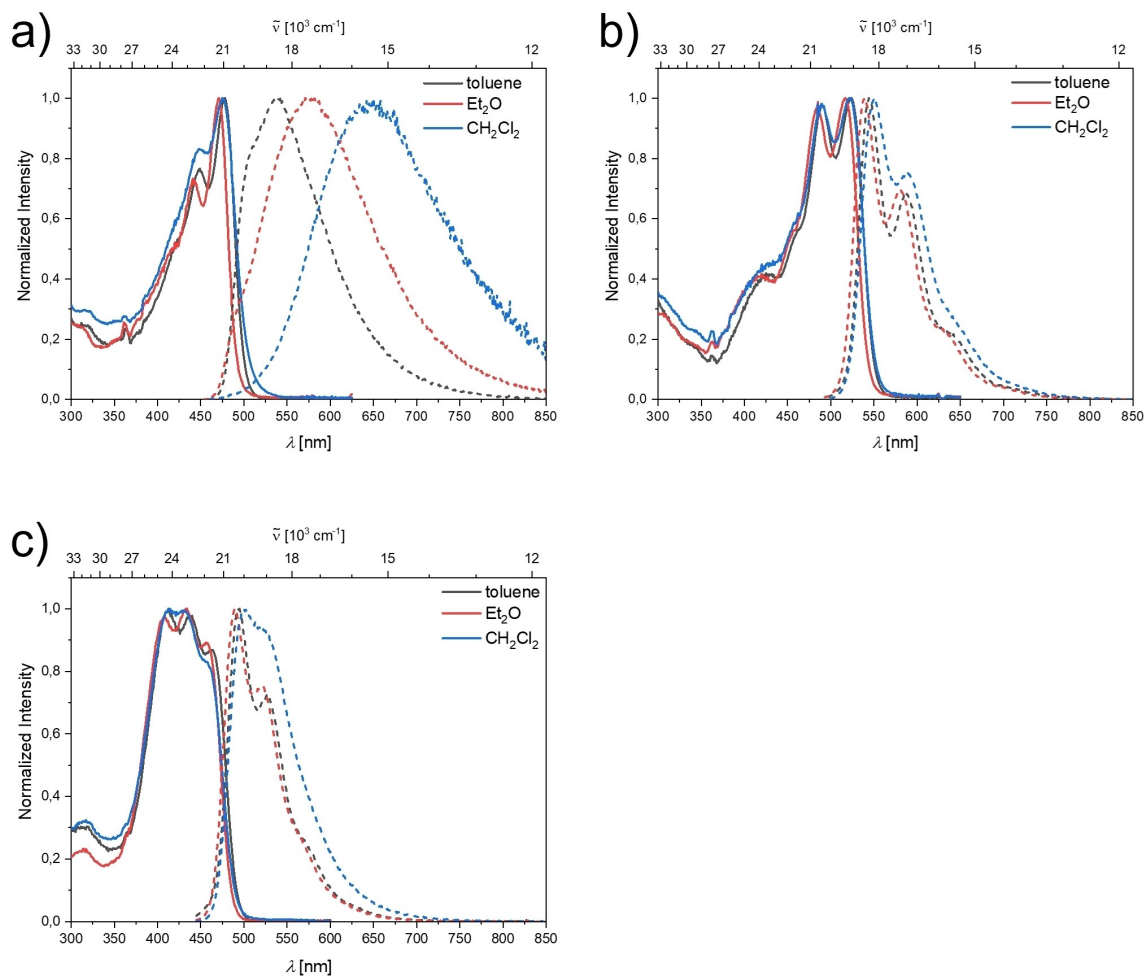 a)
ṽ [10³ cm⁻¹]
33 30 27 24 21 18 15 12
toluene
Et₂O
CH₂Cl₂
Normalized Intensity
1,0
0,8
0,6
0,4
0,2
0,0
300 350 400 450 500 550 600 650 700 750 800 850
λ [nm]
b)
ṽ [10³ cm⁻¹]
33 30 27 24 21 18 15 12
toluene
Et₂O
CH₂Cl₂
Normalized Intensity
1,0
0,8
0,6
0,4
0,2
0,0
300 350 400 450 500 550 600 650 700 750 800 850
λ [nm]
c)
ṽ [10³ cm⁻¹]
33 30 27 24 21 18 15 12
toluene
Et₂O
CH₂Cl₂
Normalized Intensity
1,0
0,8
0,6
0,4
0,2
0,0
300 350 400 450 500 550 600 650 700 750 800 850
λ [nm]